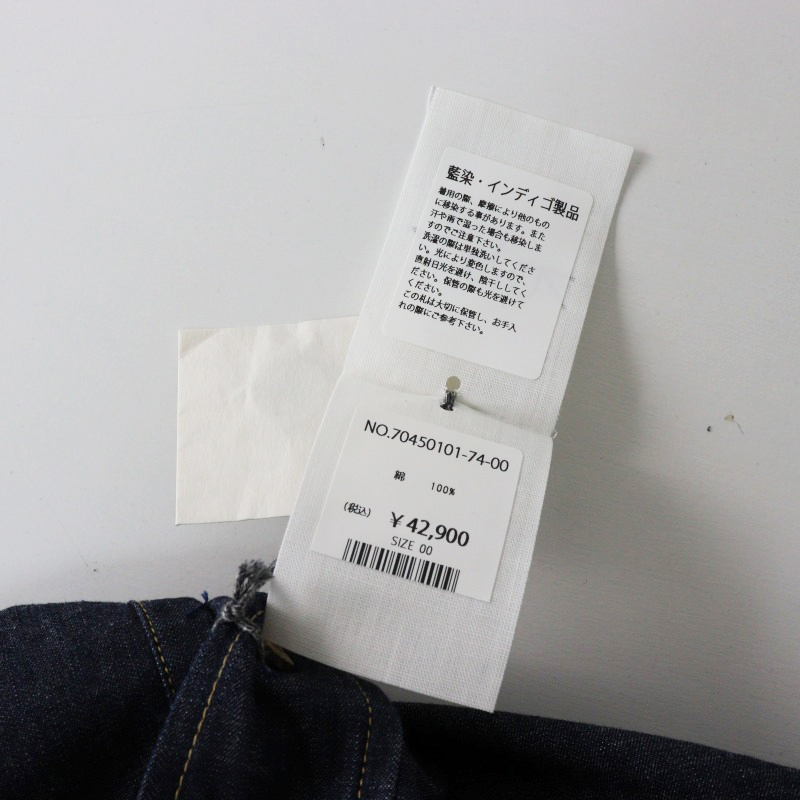 藍染・インディゴ製品
着用の際、摩擦により他のもの
に移染する事があります。また
汗や雨で湿った場合も移染しま
すのでご注意下さい。
洗濯の際は単独洗いしてくださ
い。光により変色しますので、
直射日光を避け、陰干ししてく
ださい。保管の際も光を避けて
ください。
この札は大切に保管し、お手入
れの際にご参考下さい。
NO.70450101-74-00
綿 100%
(税込) ¥42,900
SIZE 00